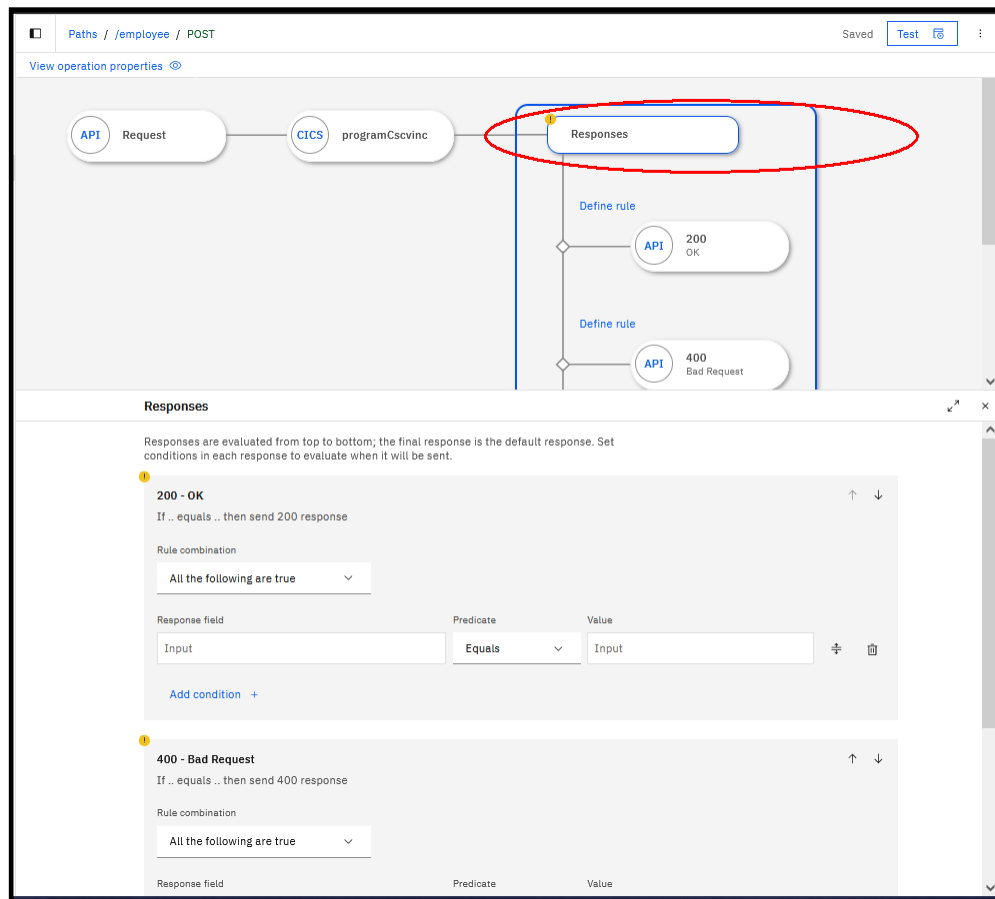 Paths / /employee / POST
Saved
Test
View operation properties
API Request
CICS programCscvinc
! Responses
Define rule
API 200
OK
Define rule
API 400
Bad Request
Responses
Responses are evaluated from top to bottom; the final response is the default response. Set
conditions in each response to evaluate when it will be sent.
!
200 - OK
If .. equals .. then send 200 response
Rule combination
All the following are true
Response field Predicate Value
Input Equals Input
Add condition +
!
400 - Bad Request
If .. equals .. then send 400 response
Rule combination
All the following are true
Response field Predicate Value